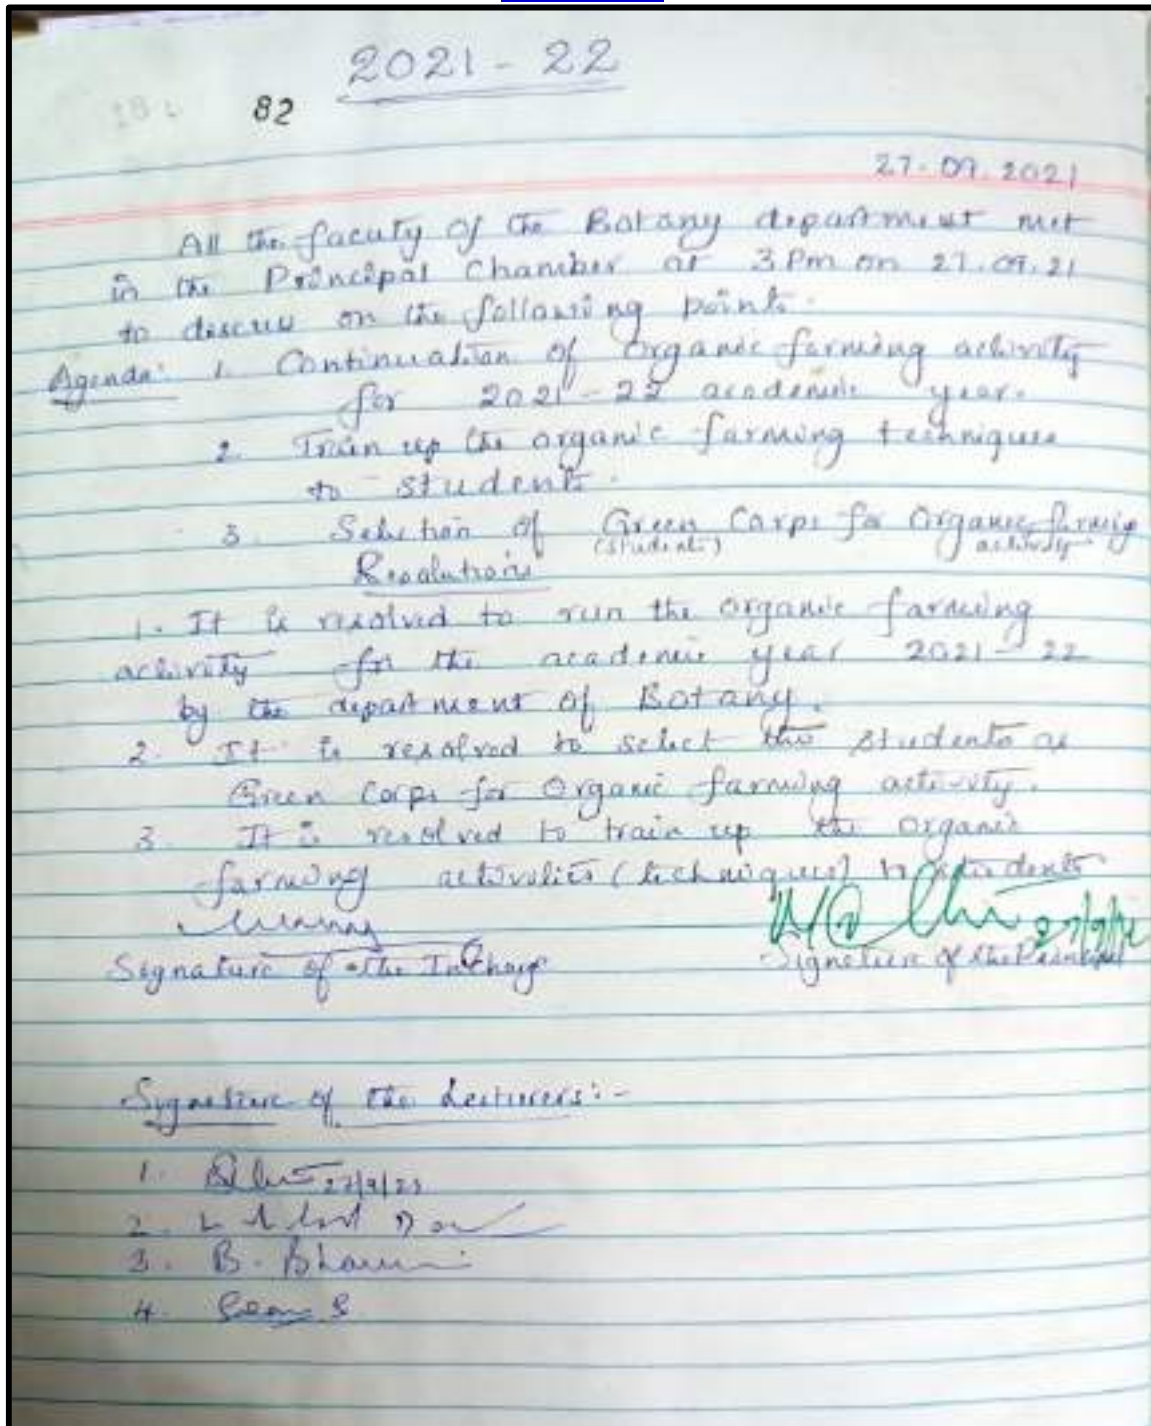 2021 - 22
82
27.09.2021
All the facuty of the Botany department met
in the Principal Chamber at 3 Pm on 27.09.21
to discuss on the following points.
Agenda: 1. Continuation of Organic farming activity
for 2021-22 academic year.
2. Train up the organic farming techniques
to students.
3. Selection of Green Corps for Organic farming
(students) activity
Resolutions
1. It is resolved to run the organic farming
activity for the academic year 2021-22
by the department of Botany.
2. It is resolved to select the students as
Green Corps for Organic farming activity.
3. It is resolved to train up the organic
farming activities (techniques) to students
27/9/21
Signature of the Incharge Signature of the Principal
Signature of the Lecturers:-
1.
2.
3. B.
4.